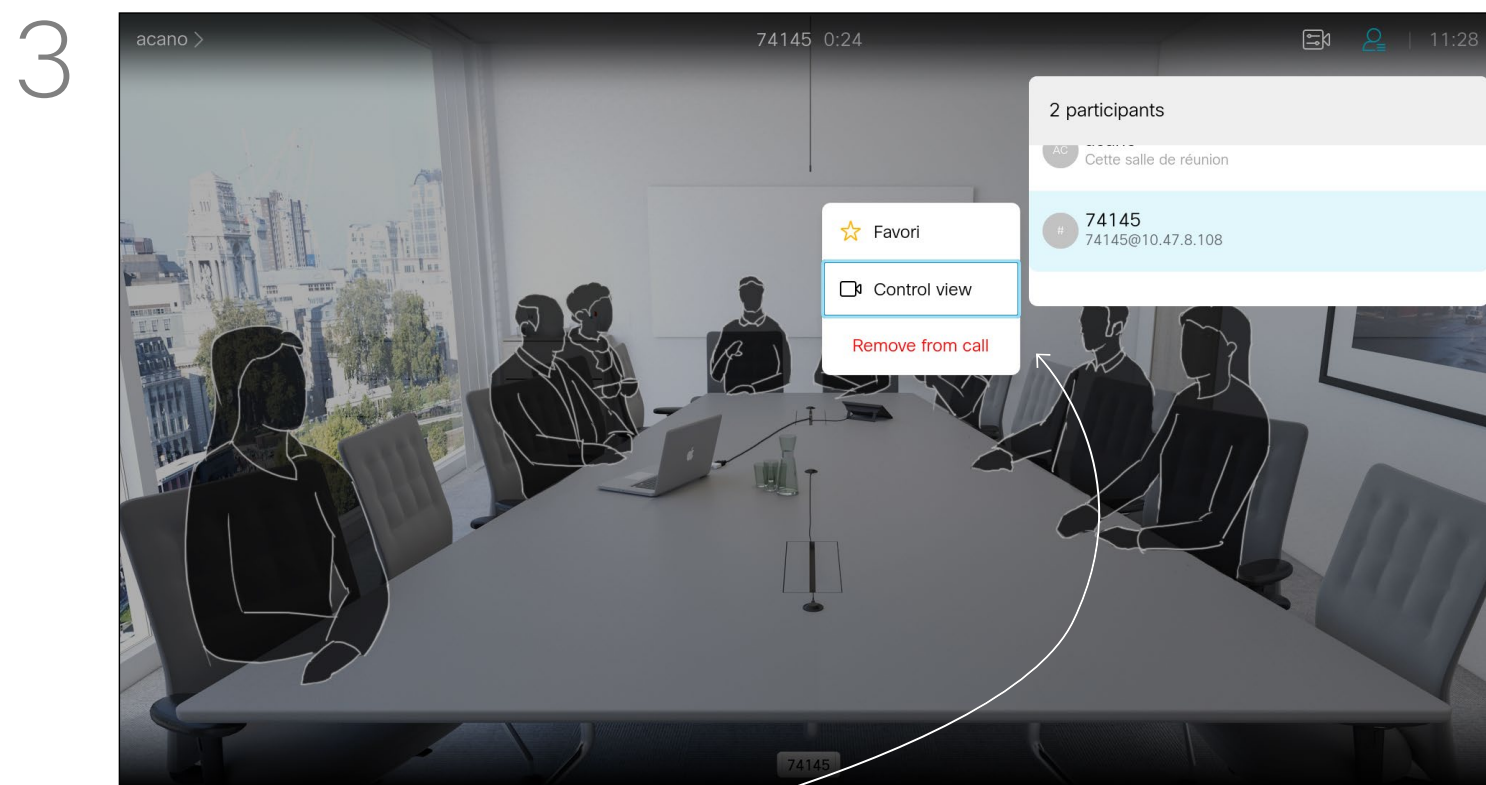 3
acano >
74145 0:24
11:28
2 participants
AC
Cette salle de réunion
#
74145
74145@10.47.8.108
Favori
Control view
Remove from call
74145